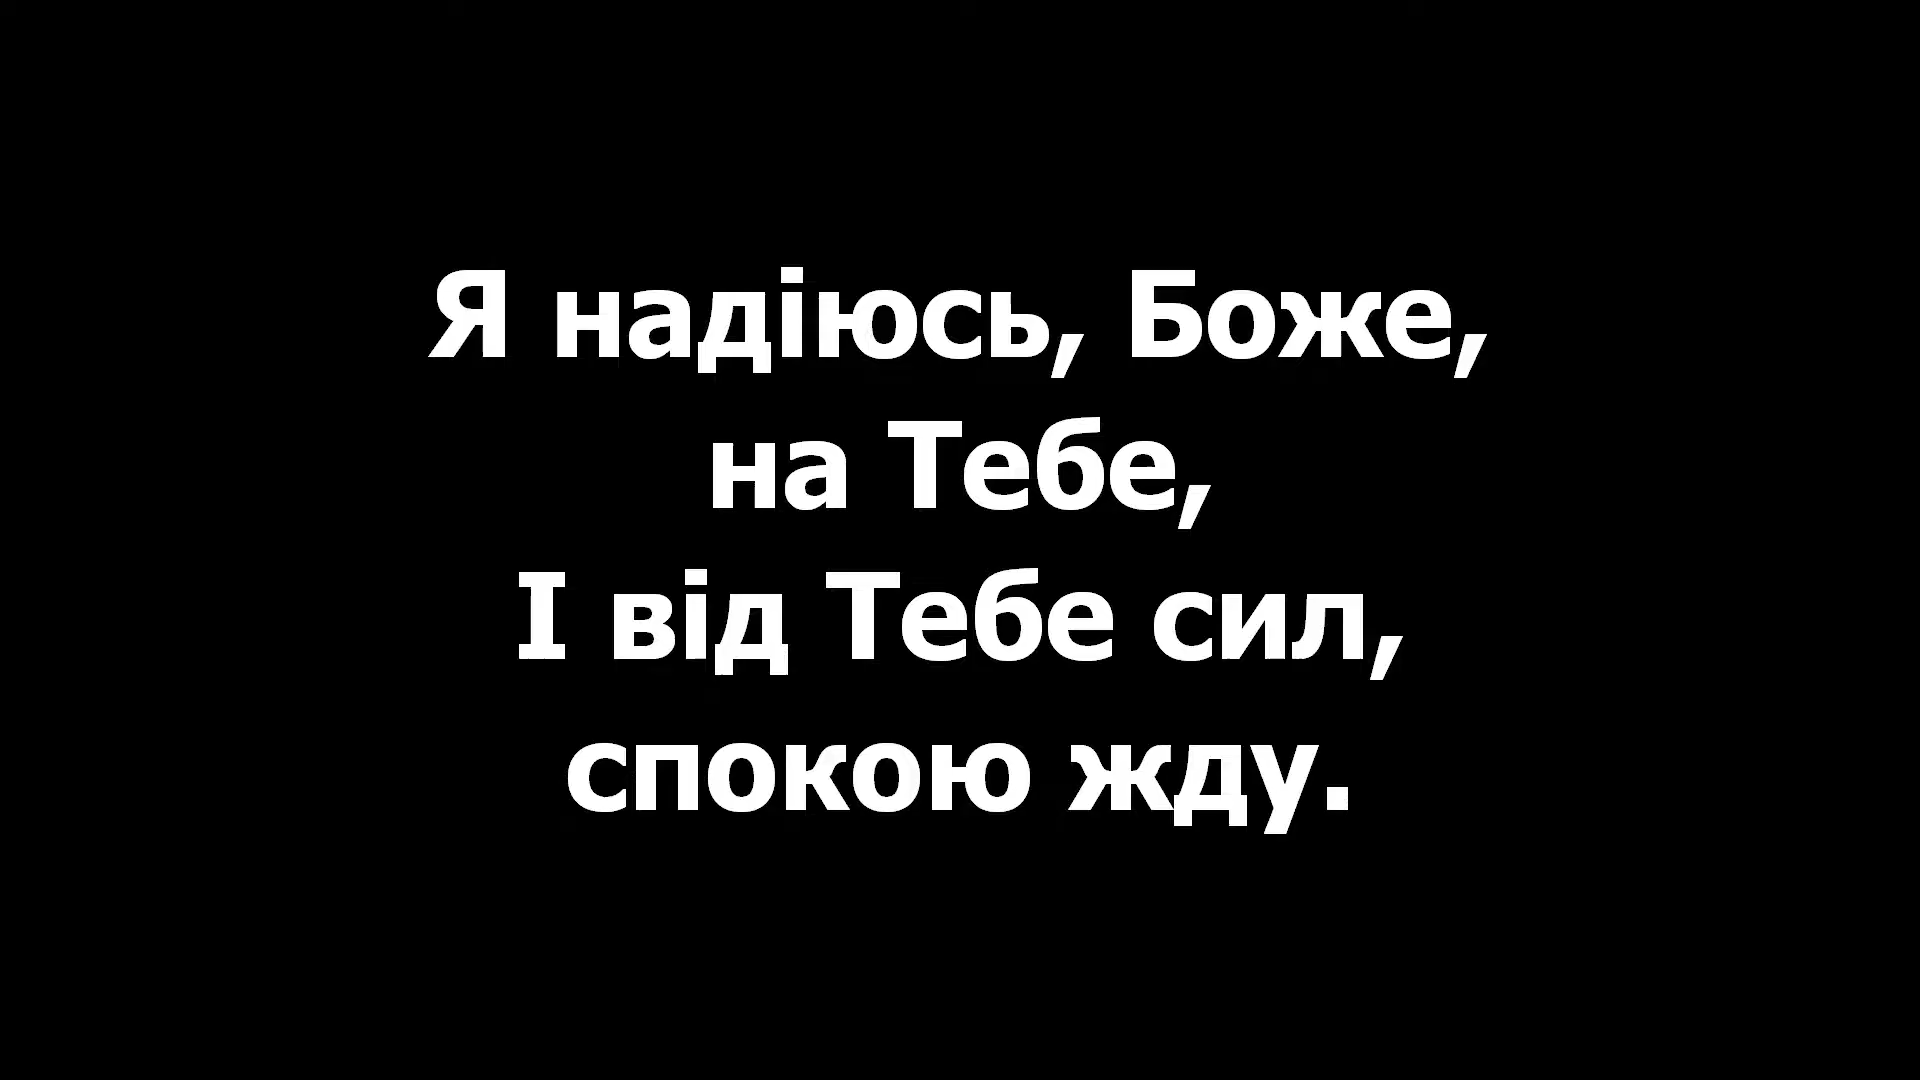 Я надіюсь, Боже,
на Тебе,
І від Тебе сил,
спокою жду.